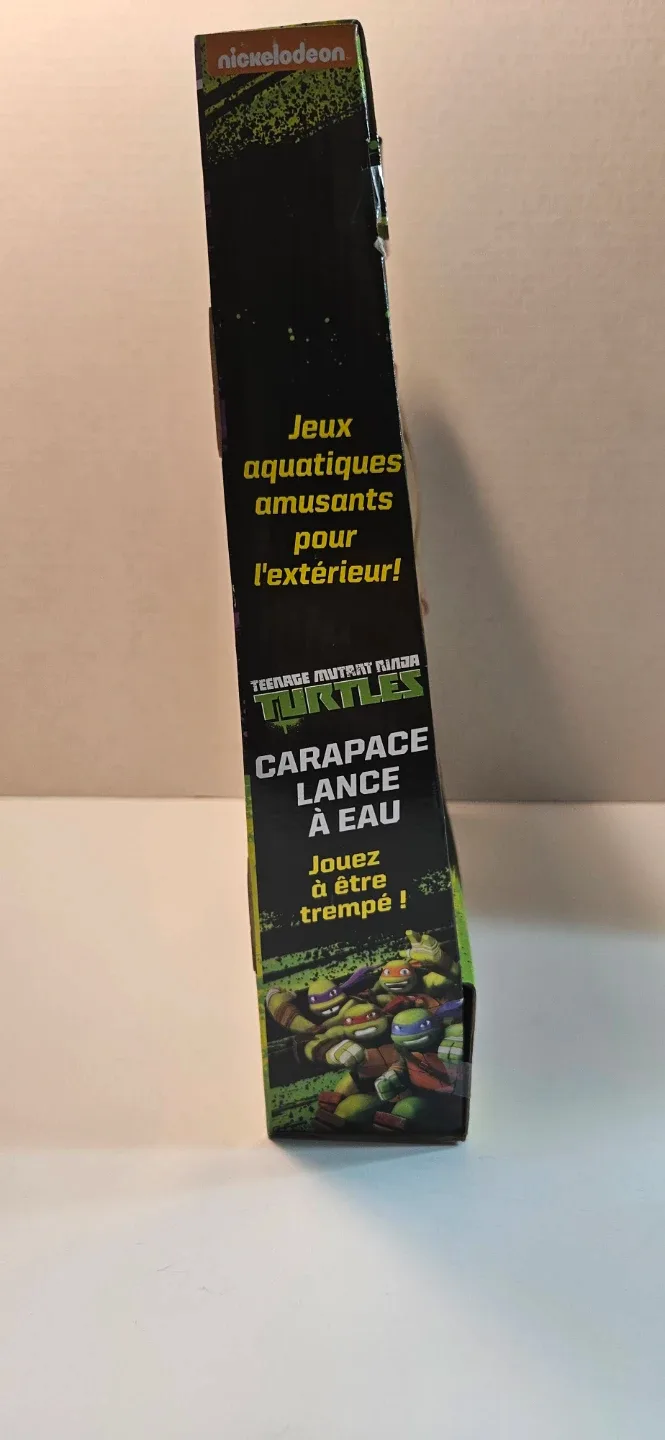 nickelodeon
Jeux
aquatiques
amusants
pour
l'extérieur!
TEENAGE MUTANT NINJA
TURTLES
CARAPACE
LANCE
À EAU
Jouez
à être
trempé !